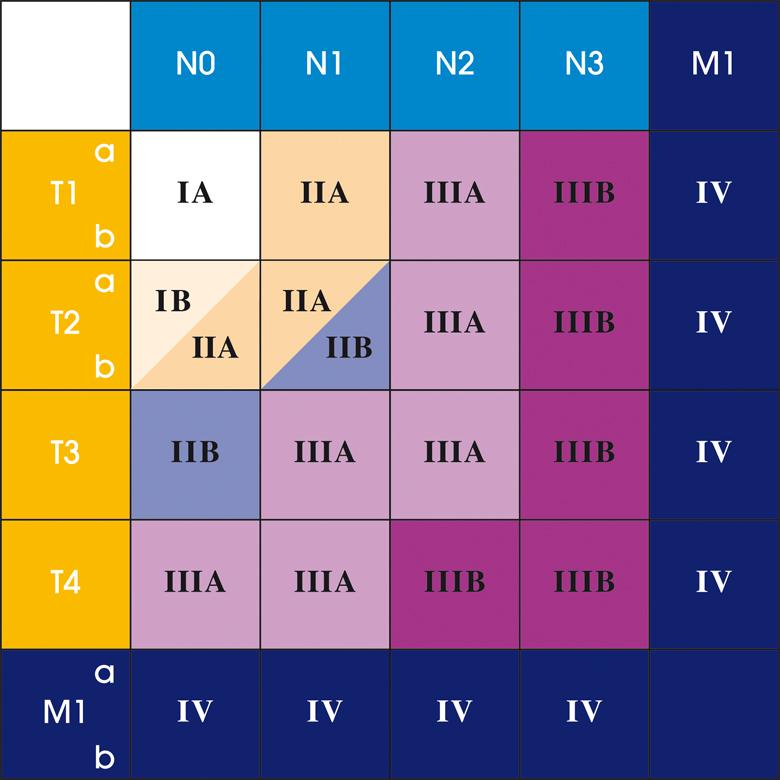 N0 N1 N2 N3 M1
a
T1 IA IIA IIIA IIIB IV
b
a
IB IIA
T2 IIIA IIIB IV
IIA IIB
b
T3 IIB IIIA IIIA IIIB IV
T4 IIIA IIIA IIIB IIIB IV
a
M1 IV IV IV IV
b